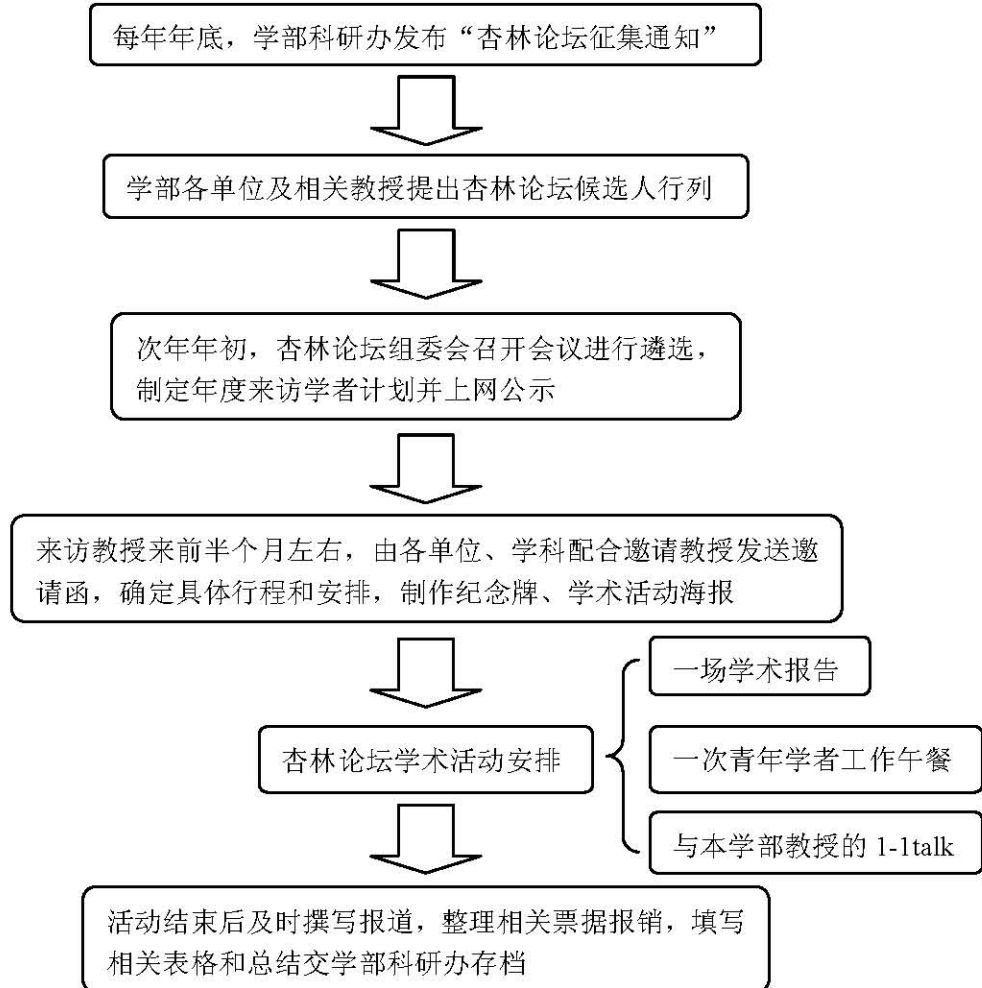 每年年底，学部科研办发布“杏林论坛征集通知”
学部各单位及相关教授提出杏林论坛候选人行列
次年年初，杏林论坛组委会召开会议进行遴选，
制定年度来访学者计划并上网公示
来访教授来前半个月左右，由各单位、学科配合邀请教授发送邀
请函，确定具体行程和安排，制作纪念牌、学术活动海报
杏林论坛学术活动安排
一场学术报告
一次青年学者工作午餐
与本学部教授的 1-1talk
活动结束后及时撰写报道，整理相关票据报销，填写
相关表格和总结交学部科研办存档